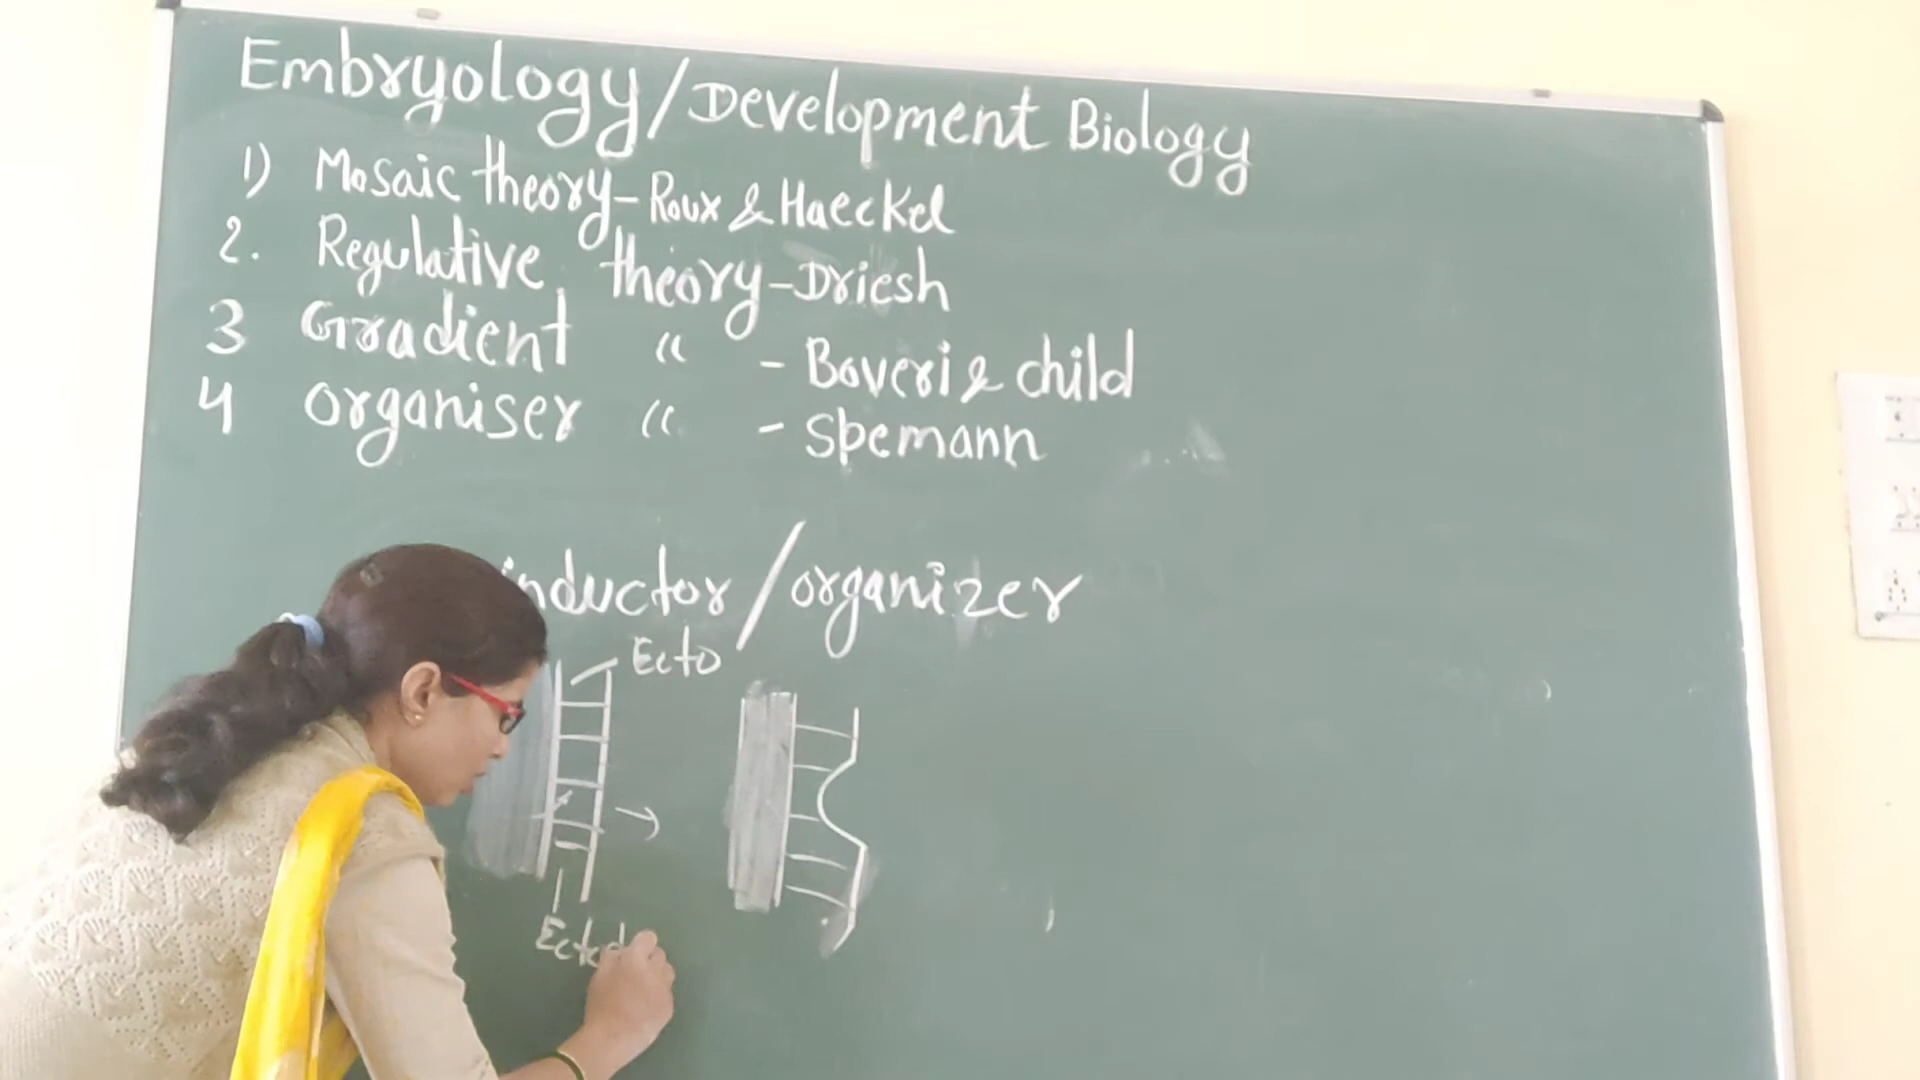 Embryology/Development Biology
1) Mosaic theory-Roux & Haeckel
2. Regulative theory-Driesh
3 Gradient " - Boveri & child
4 organiser " - Spemann
inductor/organizer
Ecto
Ectod